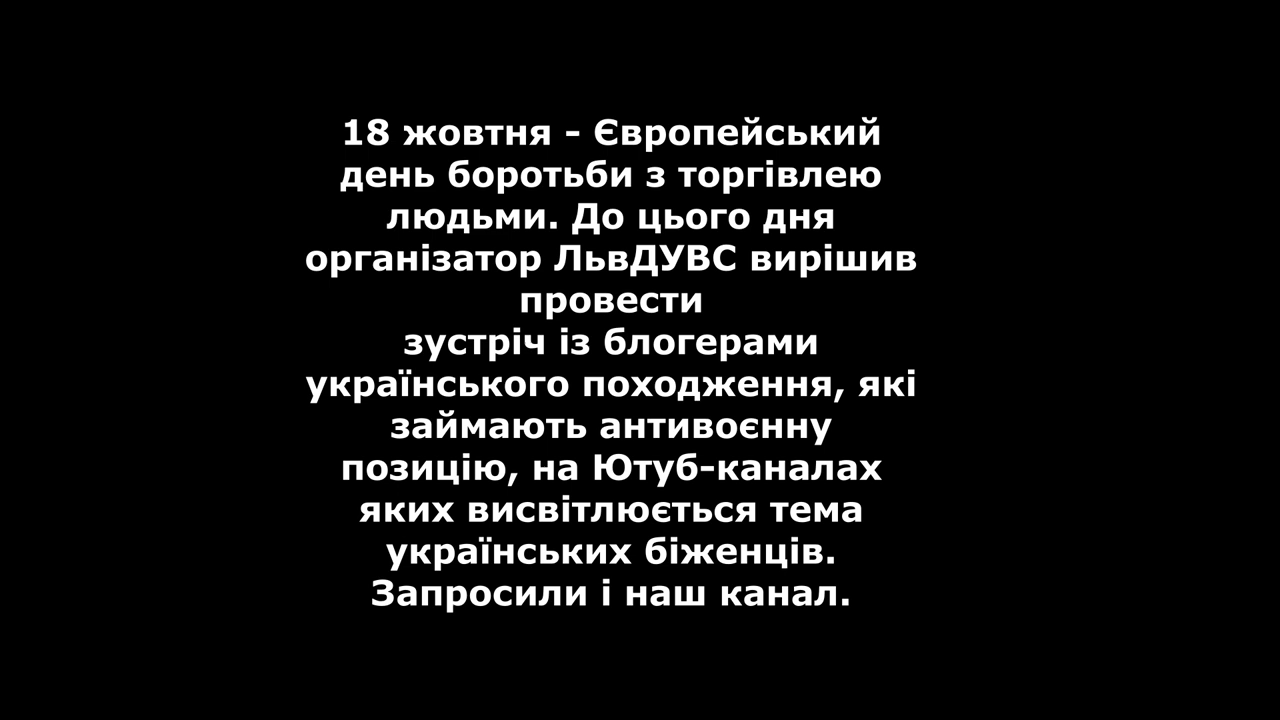 18 жовтня - Європейський
день боротьби з торгівлею
людьми. До цього дня
організатор ЛьвДУВС вирішив
провести
зустріч із блогерами
українського походження, які
займають антивоєнну
позицію, на Ютуб-каналах
яких висвітлюється тема
українських біженців.
Запросили і наш канал.